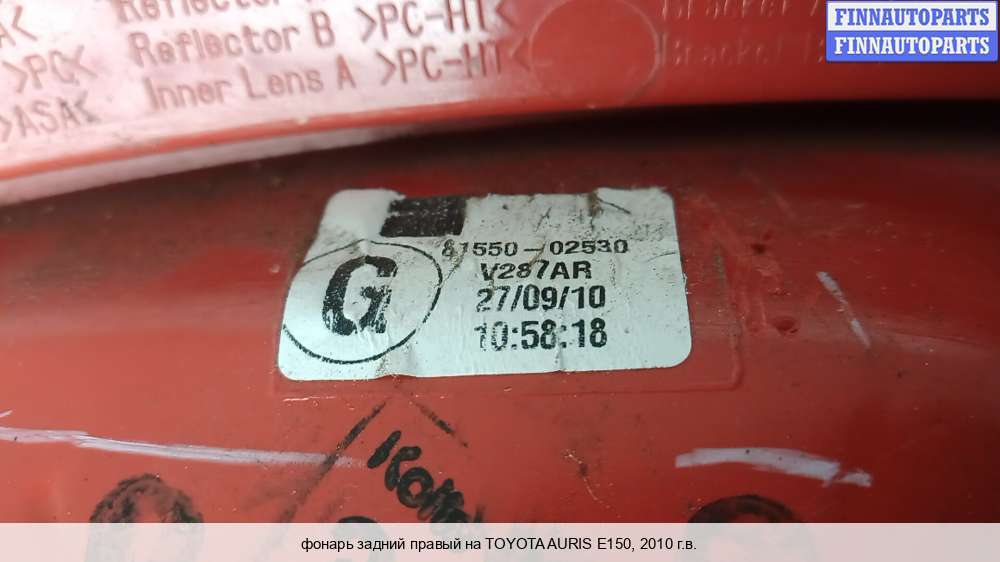 FINNAUTOPARTS
FINNAUTOPARTS
Reflector B >PC-HT<
>PC<
Inner Lens A >PC-HT<
>ASA<
Bracket
81550-02530
V287AR
G
27/09/10
10:58:18
фонарь задний правый на TOYOTA AURIS E150, 2010 г.в.